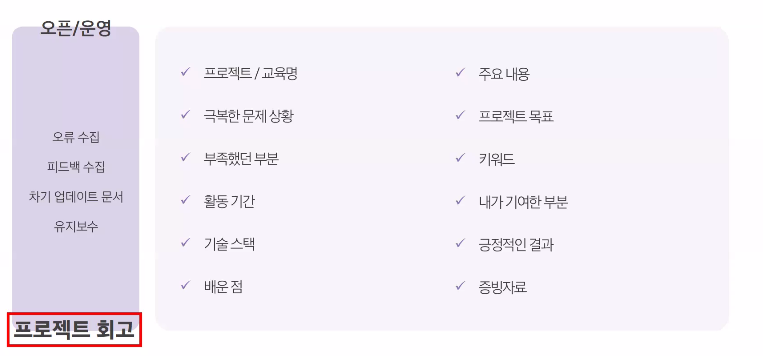 오픈/운영
오류 수집
피드백 수집
차기 업데이트 문서
유지보수
프로젝트 회고
✓ 프로젝트 / 교육명
✓ 주요 내용
✓ 극복한 문제 상황
✓ 프로젝트 목표
✓ 부족했던 부분
✓ 키워드
✓ 활동 기간
✓ 내가 기여한 부분
✓ 기술 스택
✓ 긍정적인 결과
✓ 배운 점
✓ 증빙자료